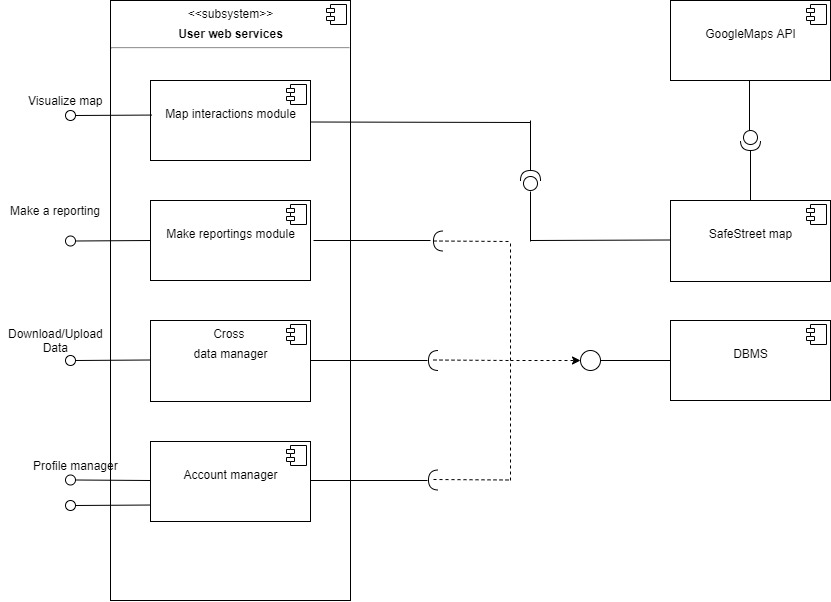 <<subsystem>>
User web services
GoogleMaps API
Visualize map
Map interactions module
Make a reporting
Make reportings module
SafeStreet map
Download/Upload
Data
Cross
data manager
DBMS
Profile manager
Account manager